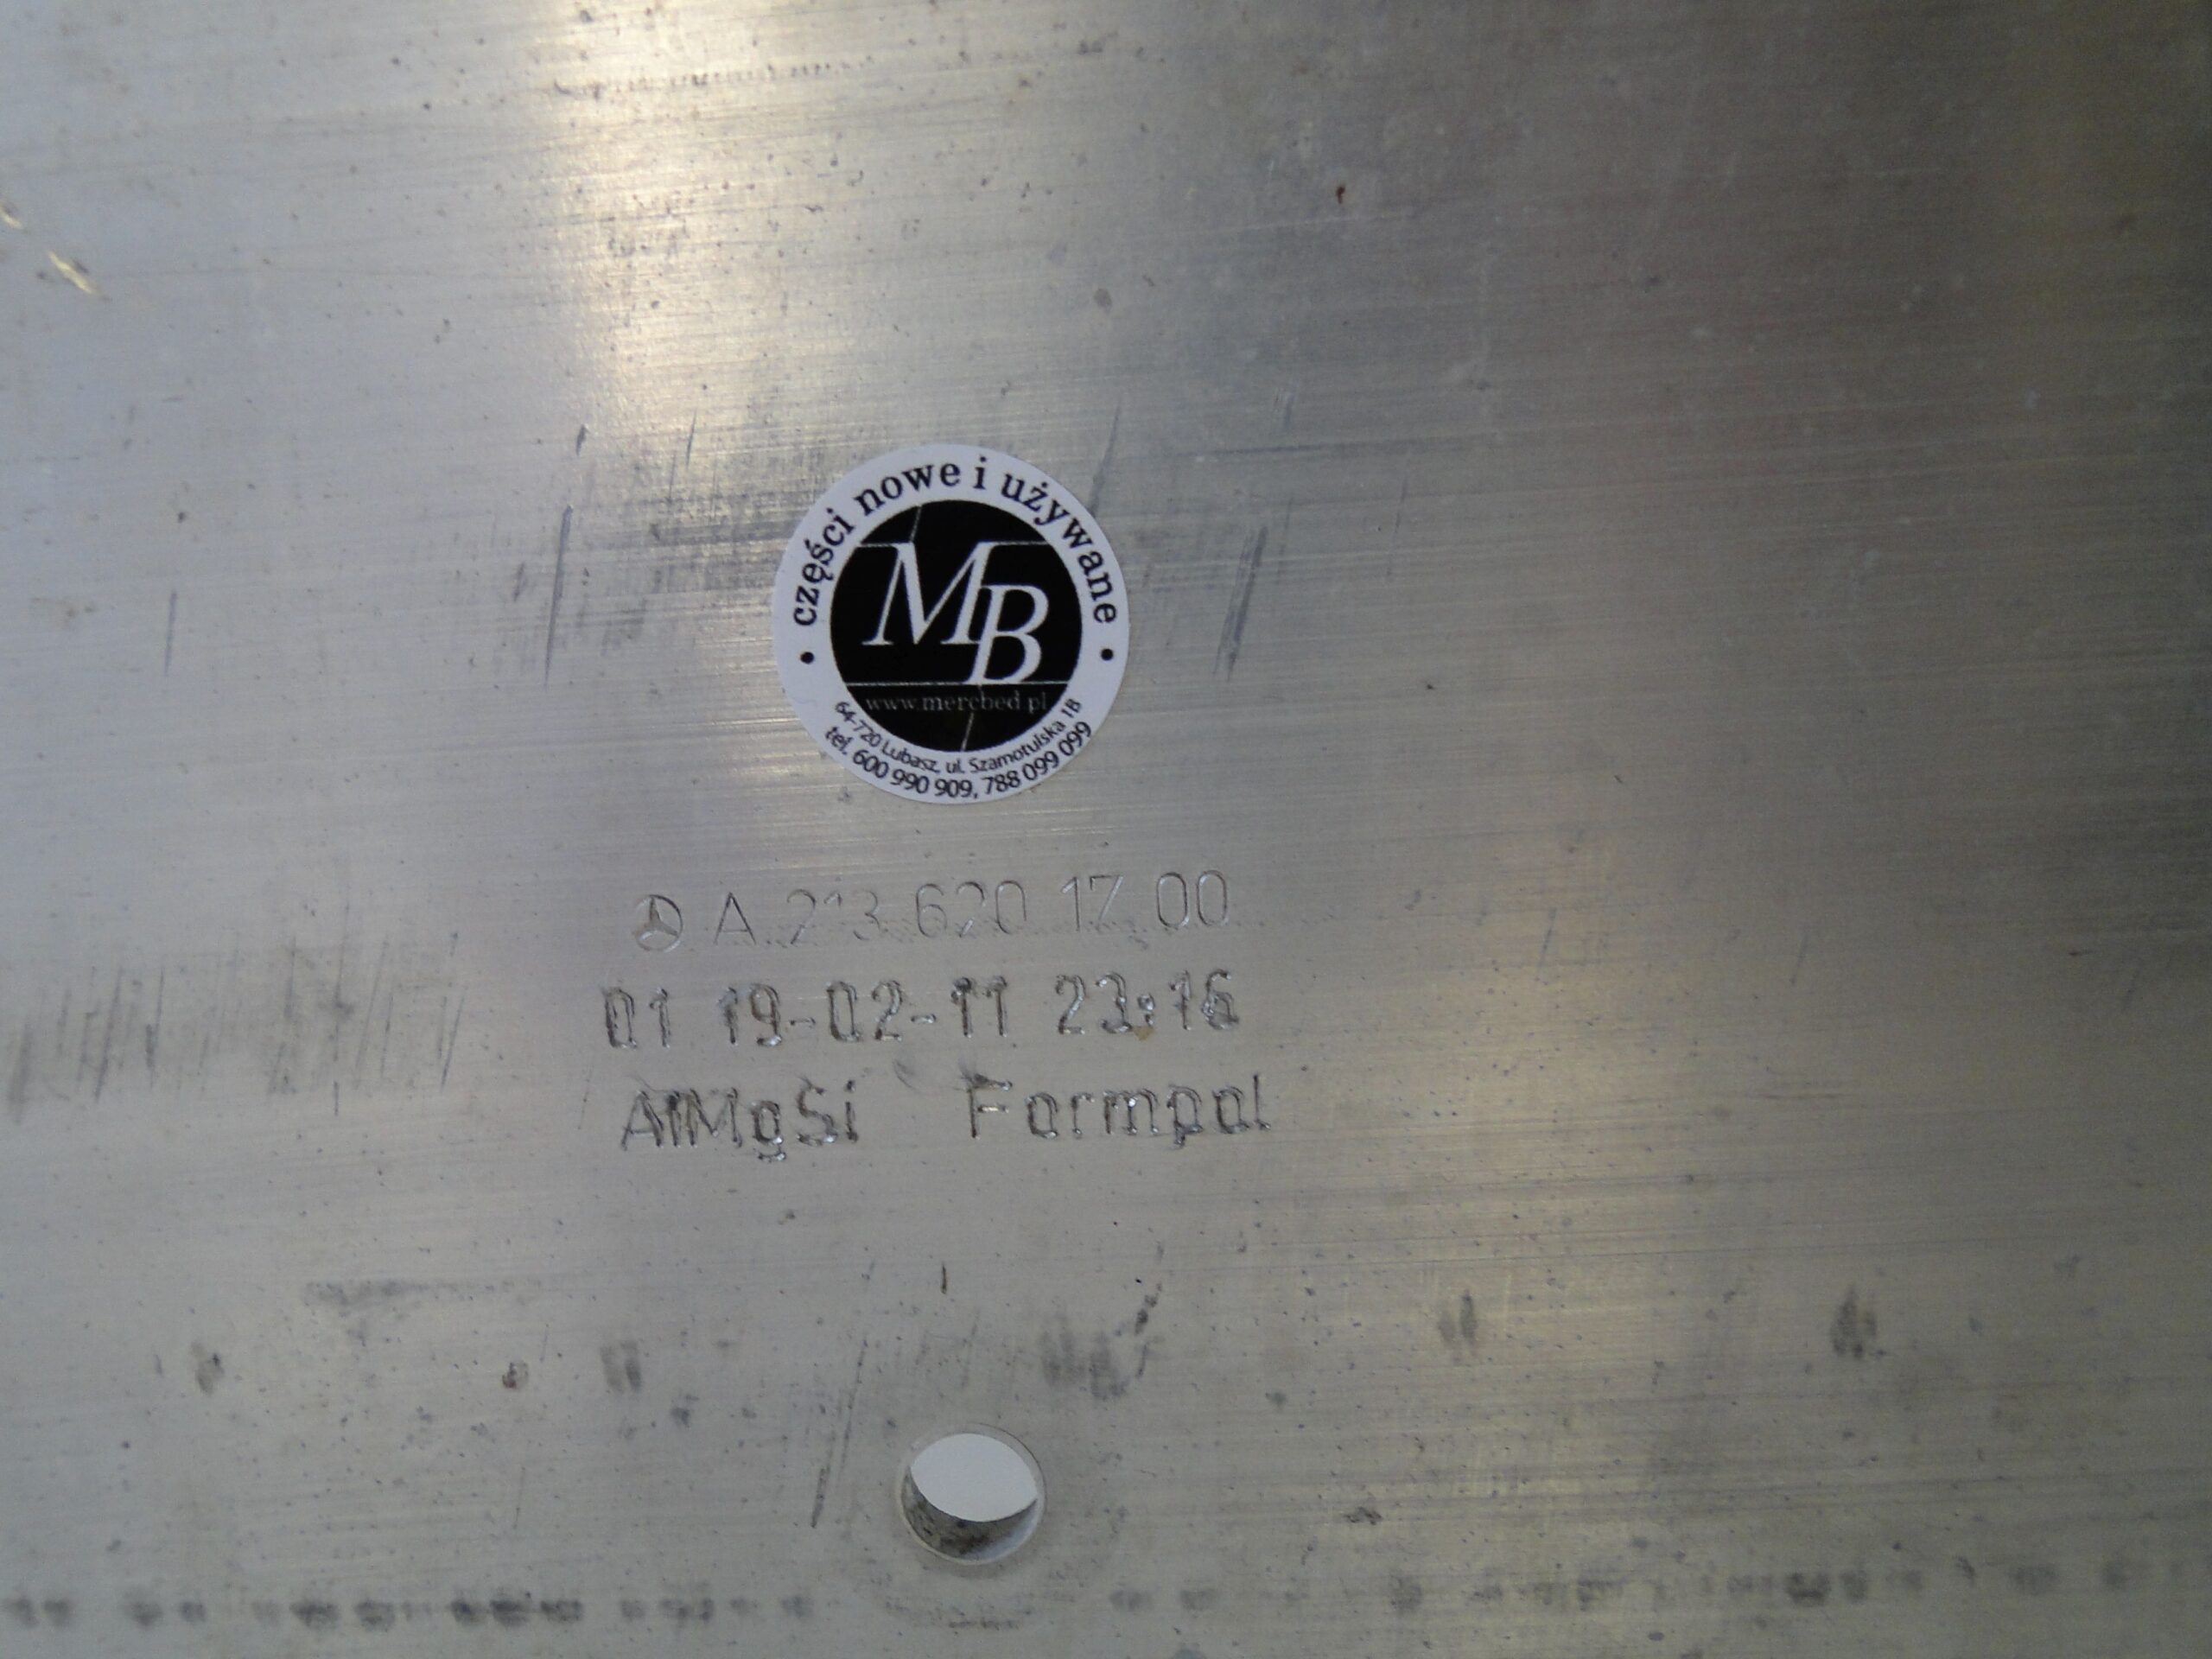 części nowe i używane
MB
www.mercbed.pl
64-720 Lubasz, ul. Szamotulska 1B
tel. 600 990 909, 788 099 099
A 213 620 17 00
01 19-02-11 23:16
AlMgSi Formpol